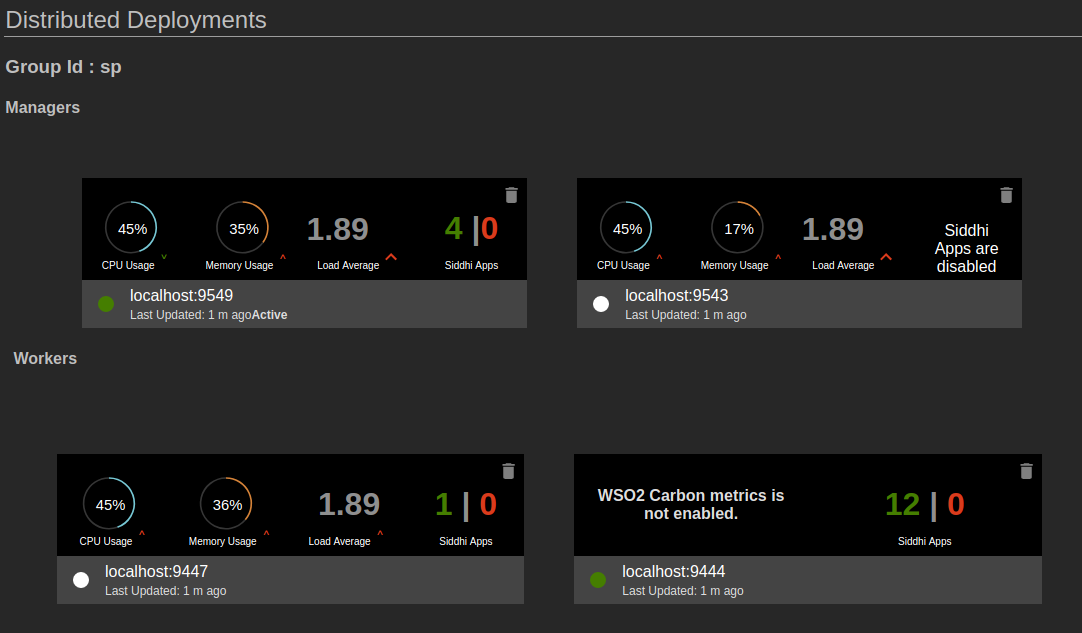 Distributed Deployments
Group Id : sp
Managers
45%
CPU Usage
35%
Memory Usage
1.89
Load Average
4 |0
Siddhi Apps
localhost:9549
Last Updated: 1 m agoActive
45%
CPU Usage
17%
Memory Usage
1.89
Load Average
Siddhi
Apps are
disabled
localhost:9543
Last Updated: 1 m ago
Workers
45%
CPU Usage
36%
Memory Usage
1.89
Load Average
1 | 0
Siddhi Apps
localhost:9447
Last Updated: 1 m ago
WSO2 Carbon metrics is
not enabled.
12 | 0
Siddhi Apps
localhost:9444
Last Updated: 1 m ago